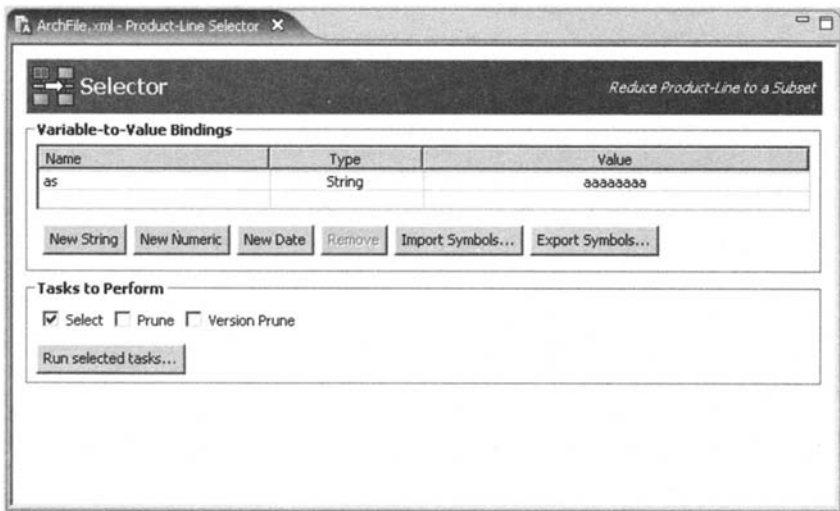 ArchFile.xml - Product-Line Selector
Selector
Reduce Product-Line to a Subset
Variable-to-Value Bindings
Name Type Value
as String aaaaaaaa
New String New Numeric New Date Remove Import Symbols... Export Symbols...
Tasks to Perform
Select Prune Version Prune
Run selected tasks...